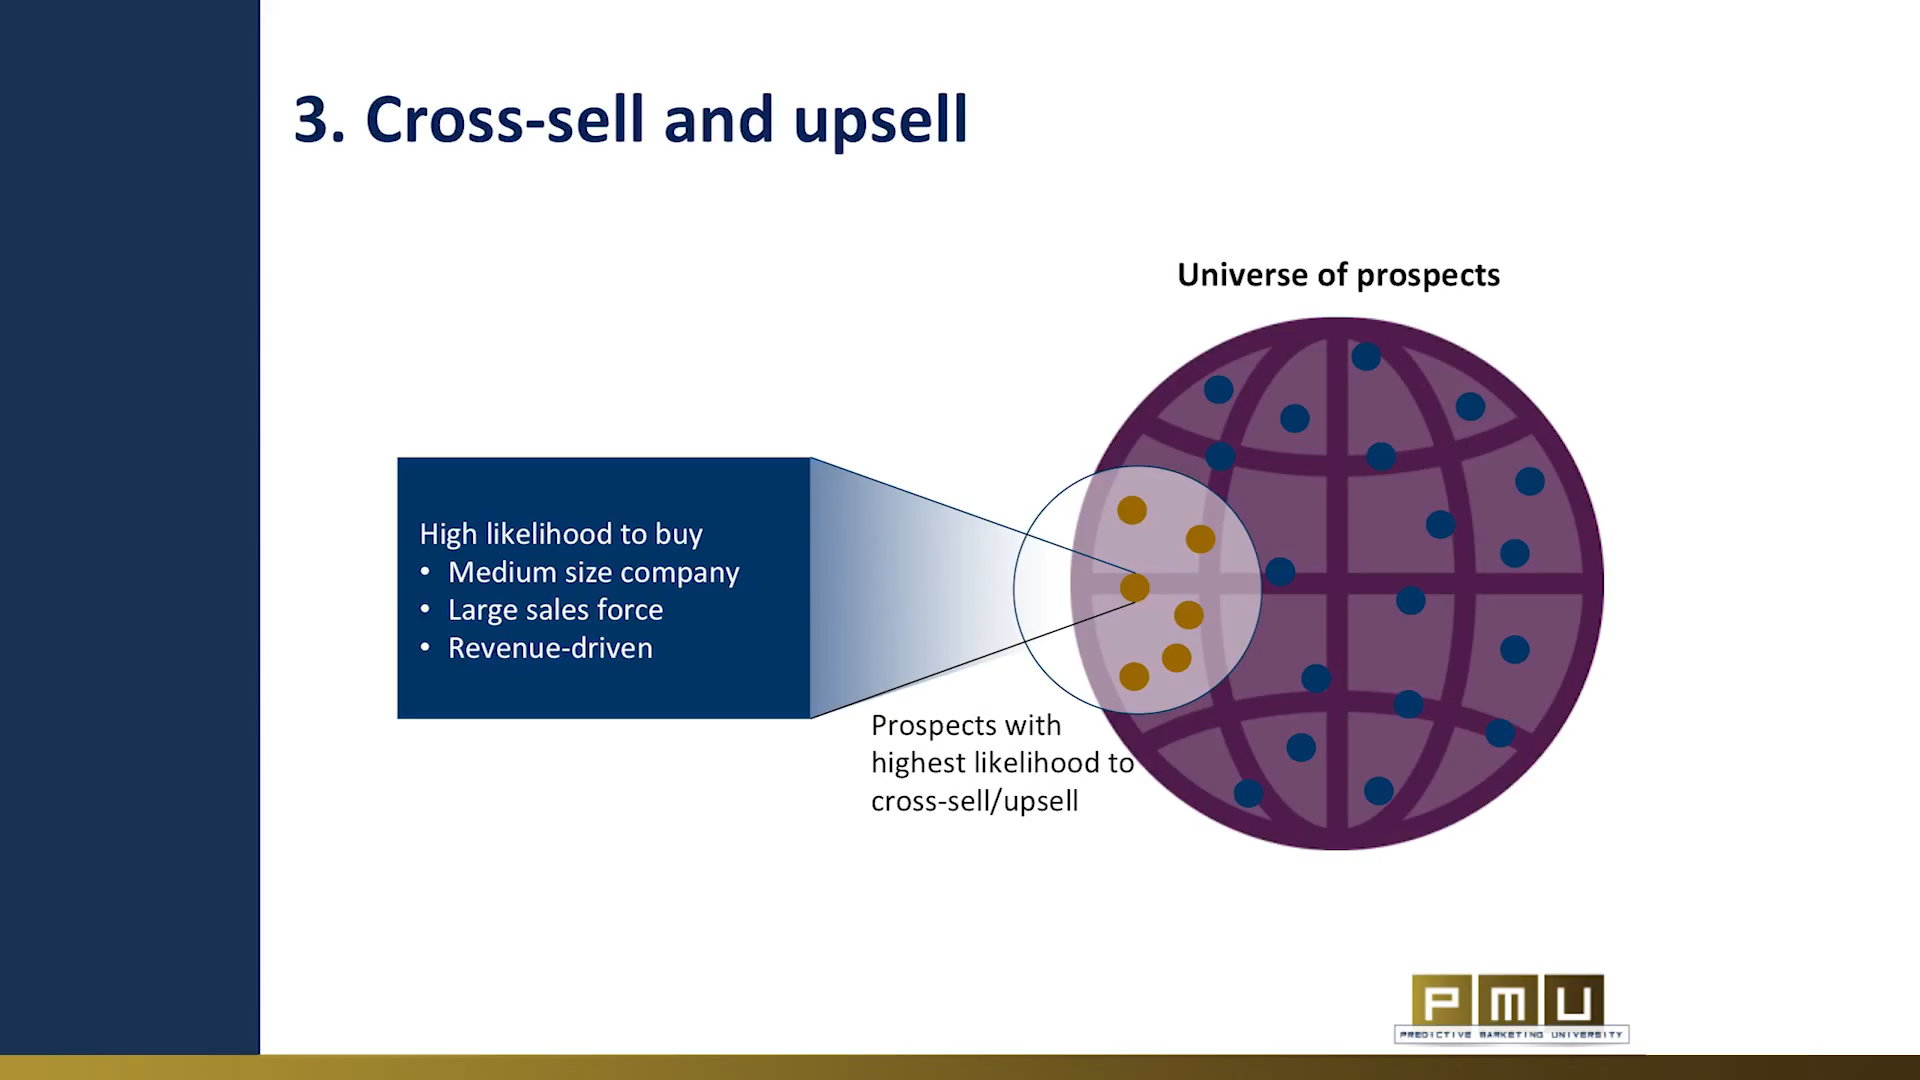 3. Cross-sell and upsell
Universe of prospects
High likelihood to buy
• Medium size company
• Large sales force
• Revenue-driven
Prospects with
highest likelihood to
cross-sell/upsell
PMU
PREDICTIVE MARKETING UNIVERSITY